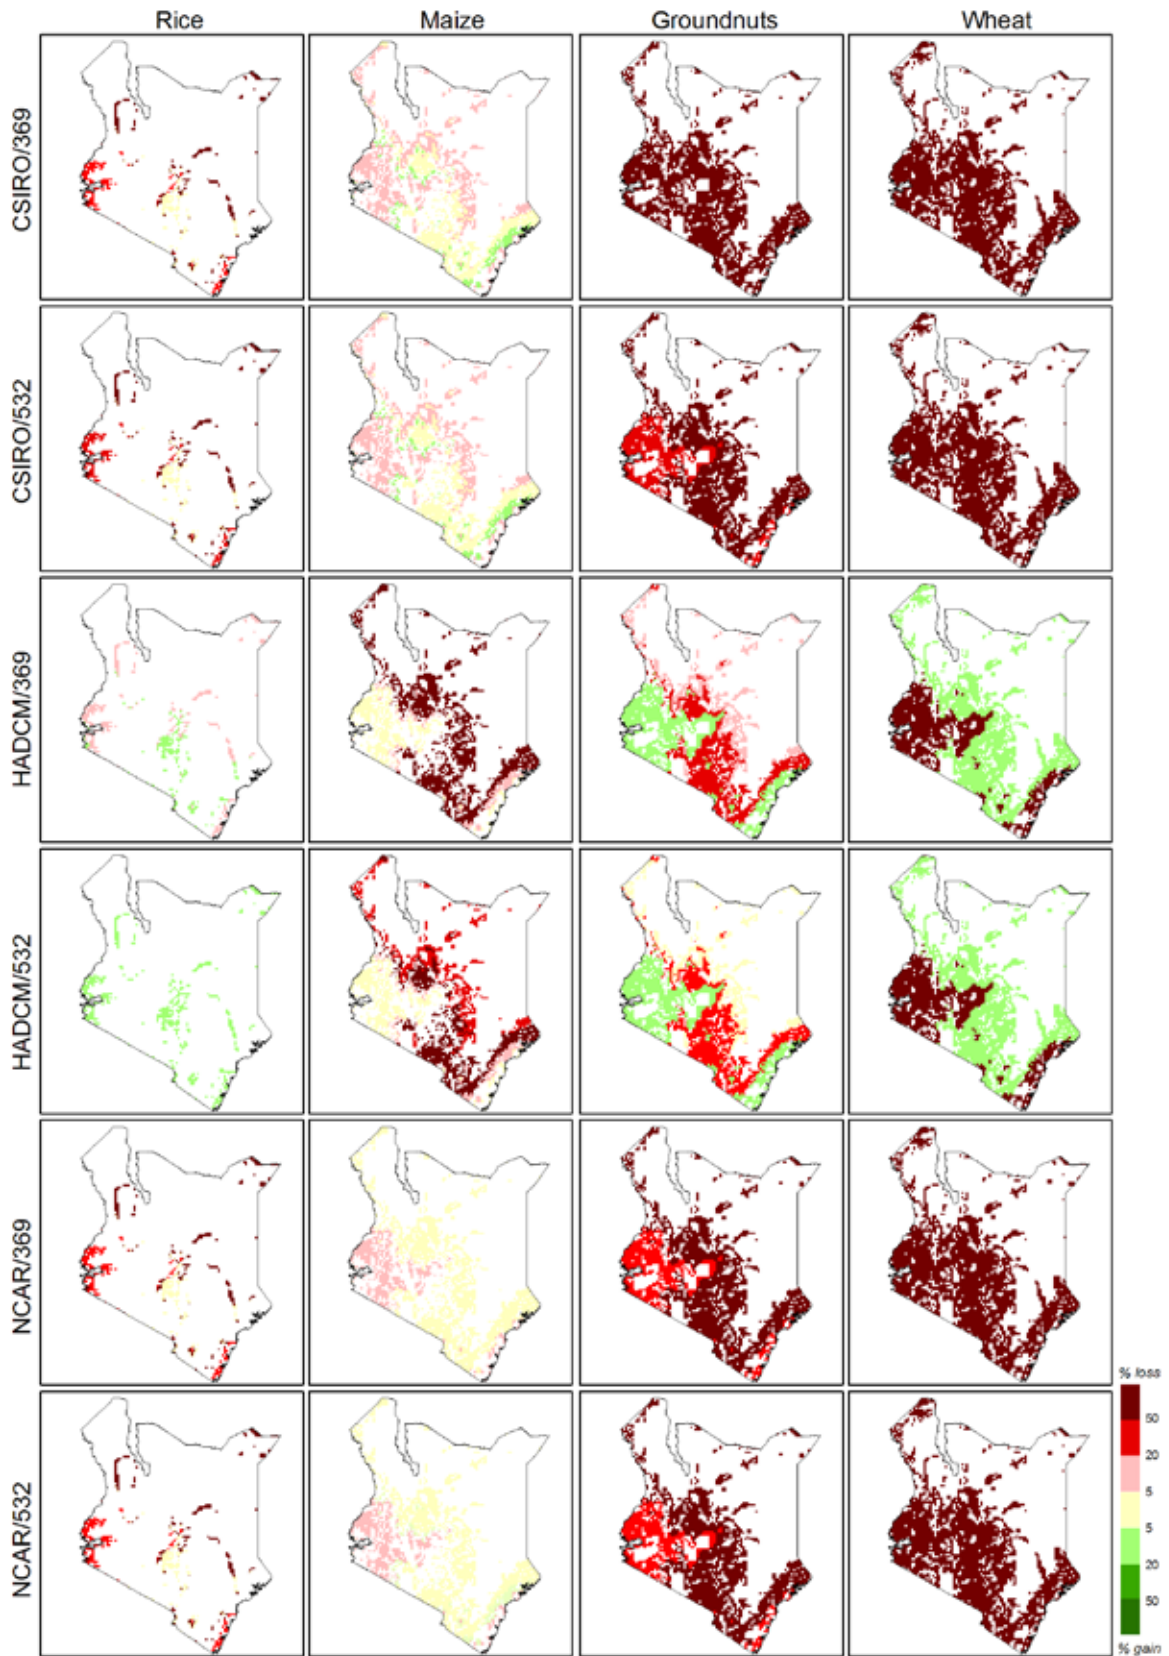 Rice Maize Groundnuts Wheat
CSIRO/369
CSIRO/532
HADCM/369
HADCM/532
NCAR/369
NCAR/532
% loss
50
20
5
5
20
50
% gain